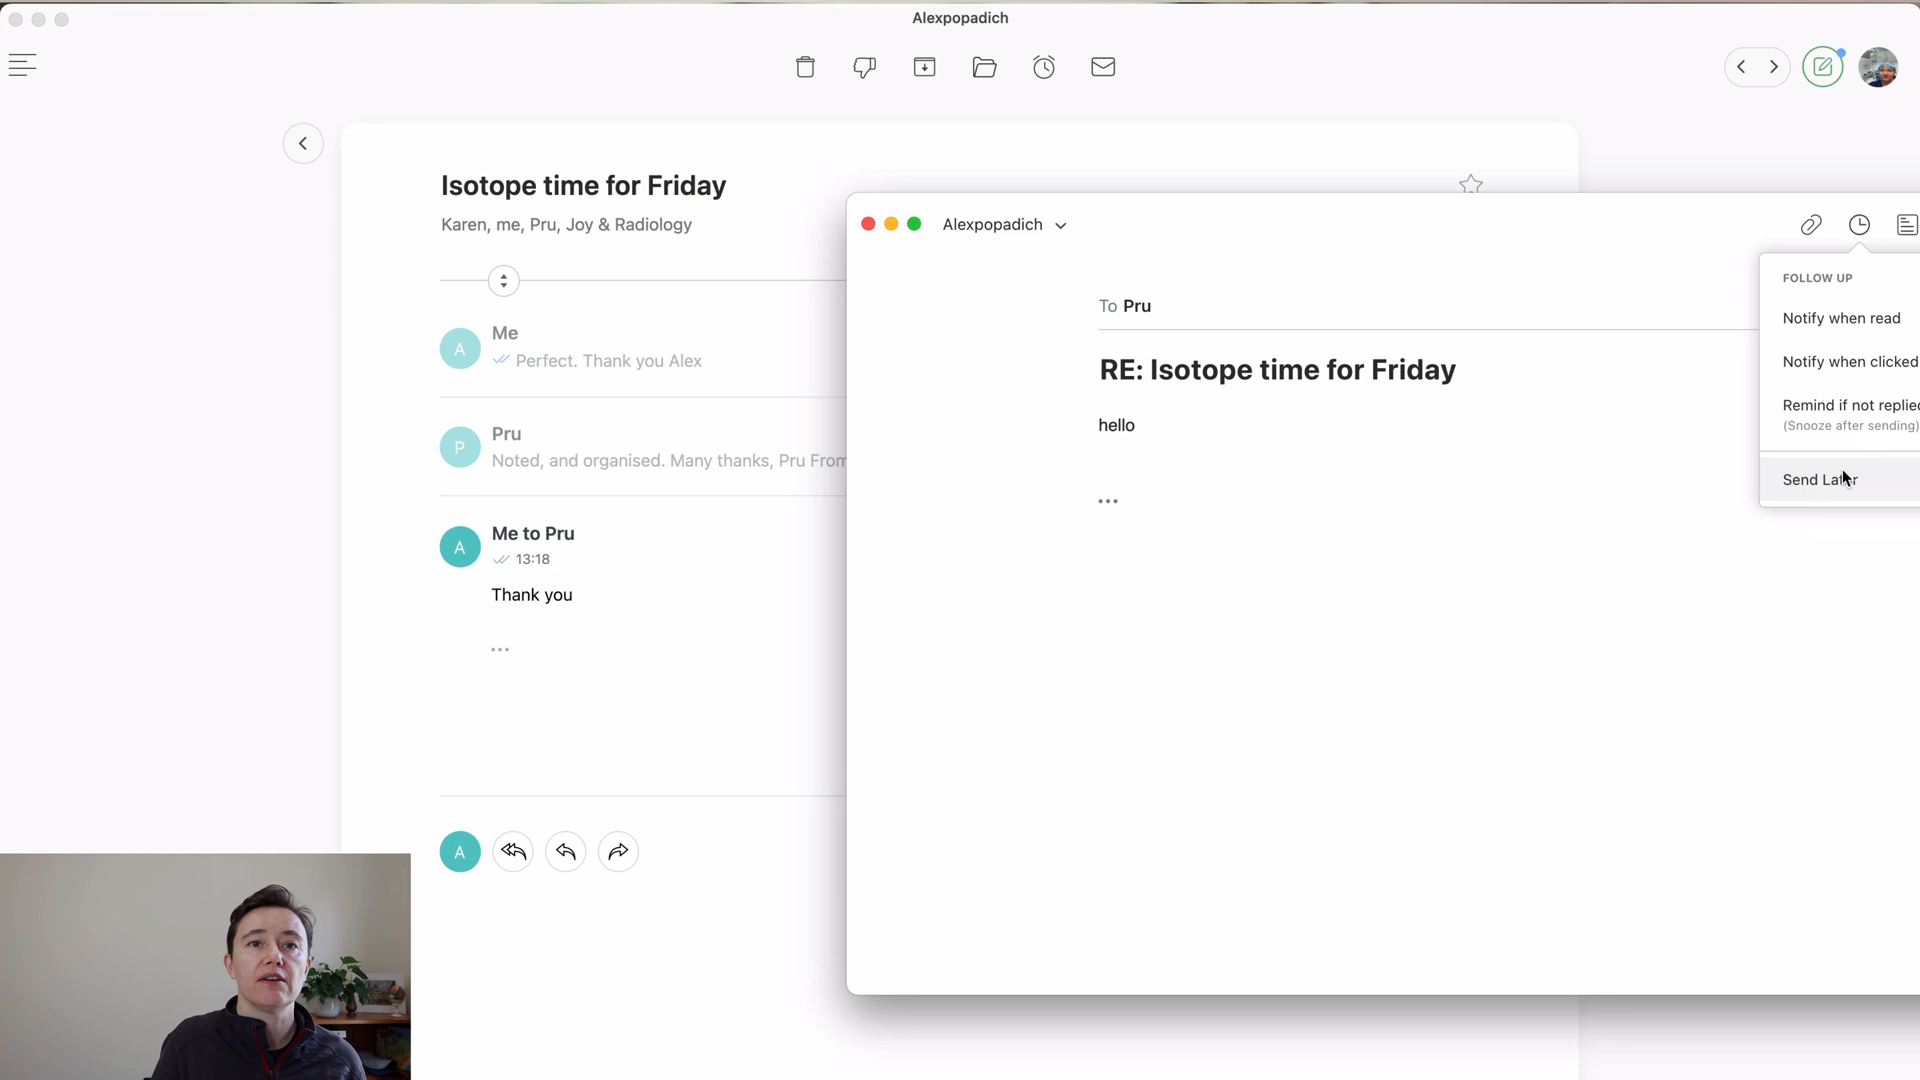 Alexpopadich
Isotope time for Friday
Karen, me, Pru, Joy & Radiology
A
Me
Perfect. Thank you Alex
P
Pru
Noted, and organised. Many thanks, Pru From
A
Me to Pru
13:18
Thank you
...
A
Alexpopadich
To Pru
RE: Isotope time for Friday
hello
...
FOLLOW UP
Notify when read
Notify when clicked
Remind if not replied
(Snooze after sending)
Send Later